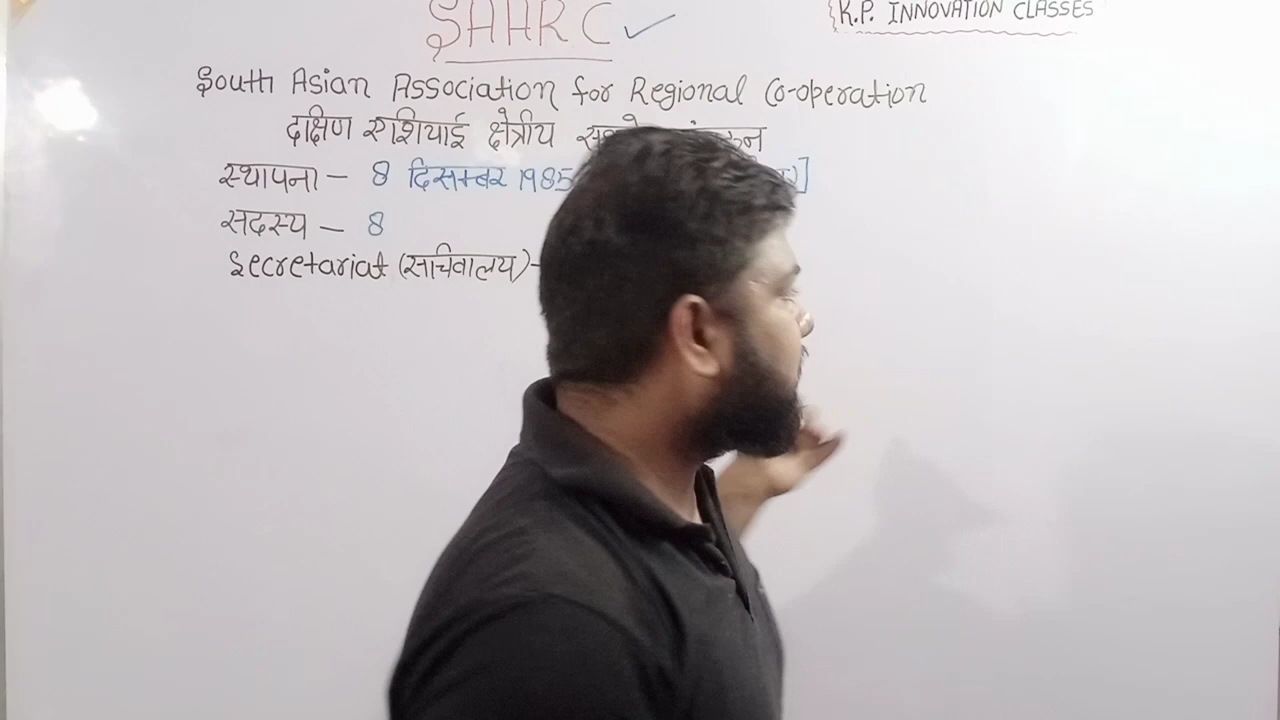 SAARC
K.P. INNOVATION CLASSES
South Asian Association for Regional Co-operation
दक्षिण एशियाई क्षेत्रीय
स्थापना – 8 दिसम्बर 1985
सदस्य – 8
Secretariat (सचिवालय) –